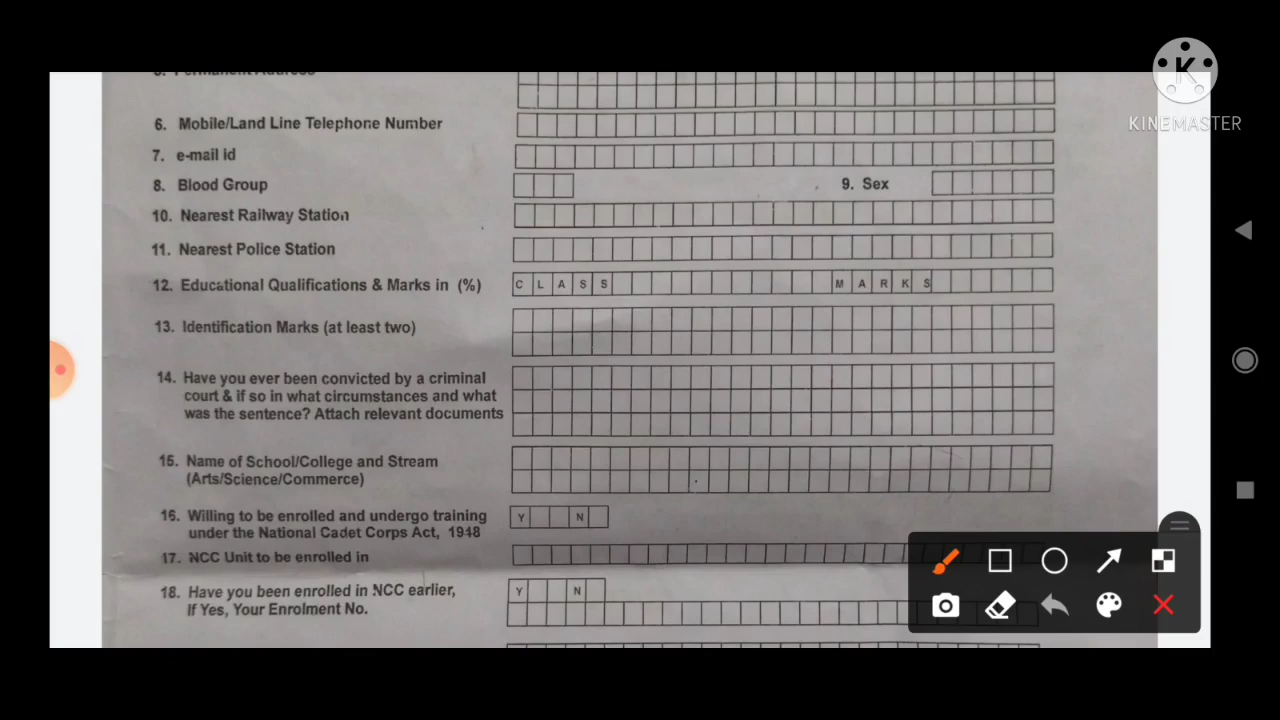 5. Permanent Address
6. Mobile/Land Line Telephone Number
7. e-mail id
8. Blood Group
9. Sex
10. Nearest Railway Station
11. Nearest Police Station
12. Educational Qualifications & Marks in (%) CLASS MARKS
13. Identification Marks (at least two)
14. Have you ever been convicted by a criminal
court & if so in what circumstances and what
was the sentence? Attach relevant documents
15. Name of School/College and Stream
(Arts/Science/Commerce)
16. Willing to be enrolled and undergo training Y N
under the National Cadet Corps Act, 1948
17. NCC Unit to be enrolled in
18. Have you been enrolled in NCC earlier, Y N
If Yes, Your Enrolment No.
K
KINEMASTER